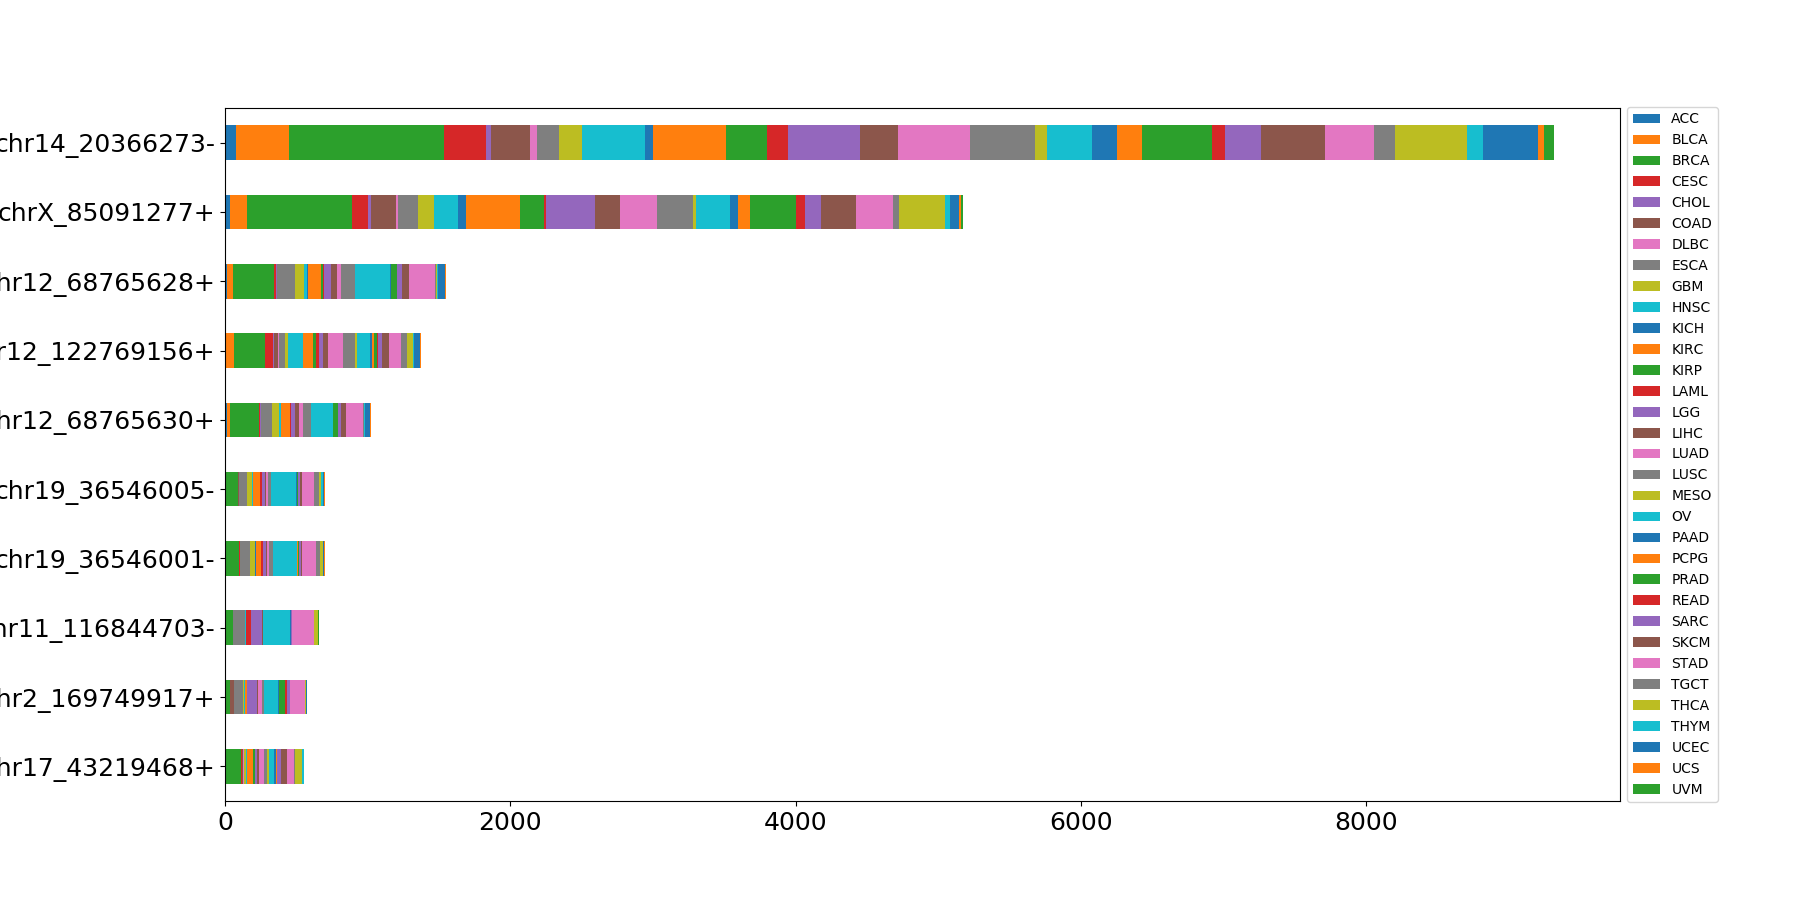 chr14_20366273-
chrX_85091277+
hr12_68765628+
r12_122769156+
hr12_68765630+
chr19_36546005-
chr19_36546001-
hr11_116844703-
hr2_169749917+
hr17_43219468+
0 2000 4000 6000 8000
ACC
BLCA
BRCA
CESC
CHOL
COAD
DLBC
ESCA
GBM
HNSC
KICH
KIRC
KIRP
LAML
LGG
LIHC
LUAD
LUSC
MESO
OV
PAAD
PCPG
PRAD
READ
SARC
SKCM
STAD
TGCT
THCA
THYM
UCEC
UCS
UVM